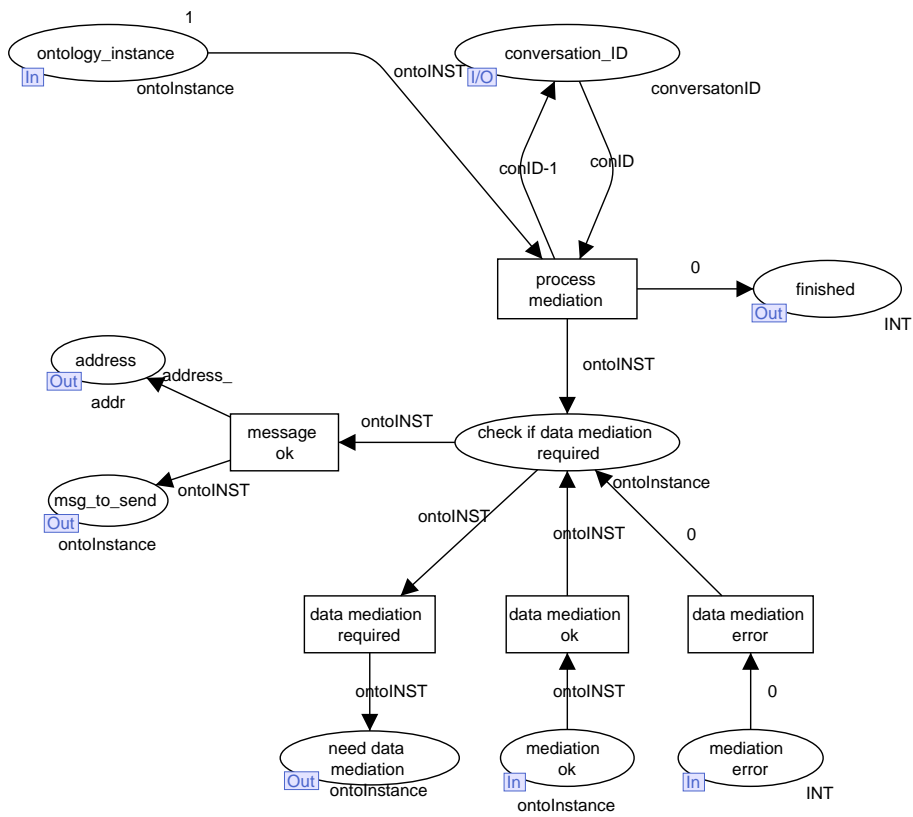 1
ontology_instance
In
ontoInstance
ontoINST
conversation_ID
I/O
conversatonID
conID-1
conID
process
mediation
0
finished
Out
INT
ontoINST
address
Out
addr
address_
message
ok
ontoINST
check if data mediation
required
ontoInstance
msg_to_send
Out
ontoInstance
ontoINST
ontoINST
ontoINST
0
data mediation
required
data mediation
ok
data mediation
error
ontoINST
ontoINST
0
need data
mediation
Out
ontoInstance
mediation
ok
In
ontoInstance
mediation
error
In
INT